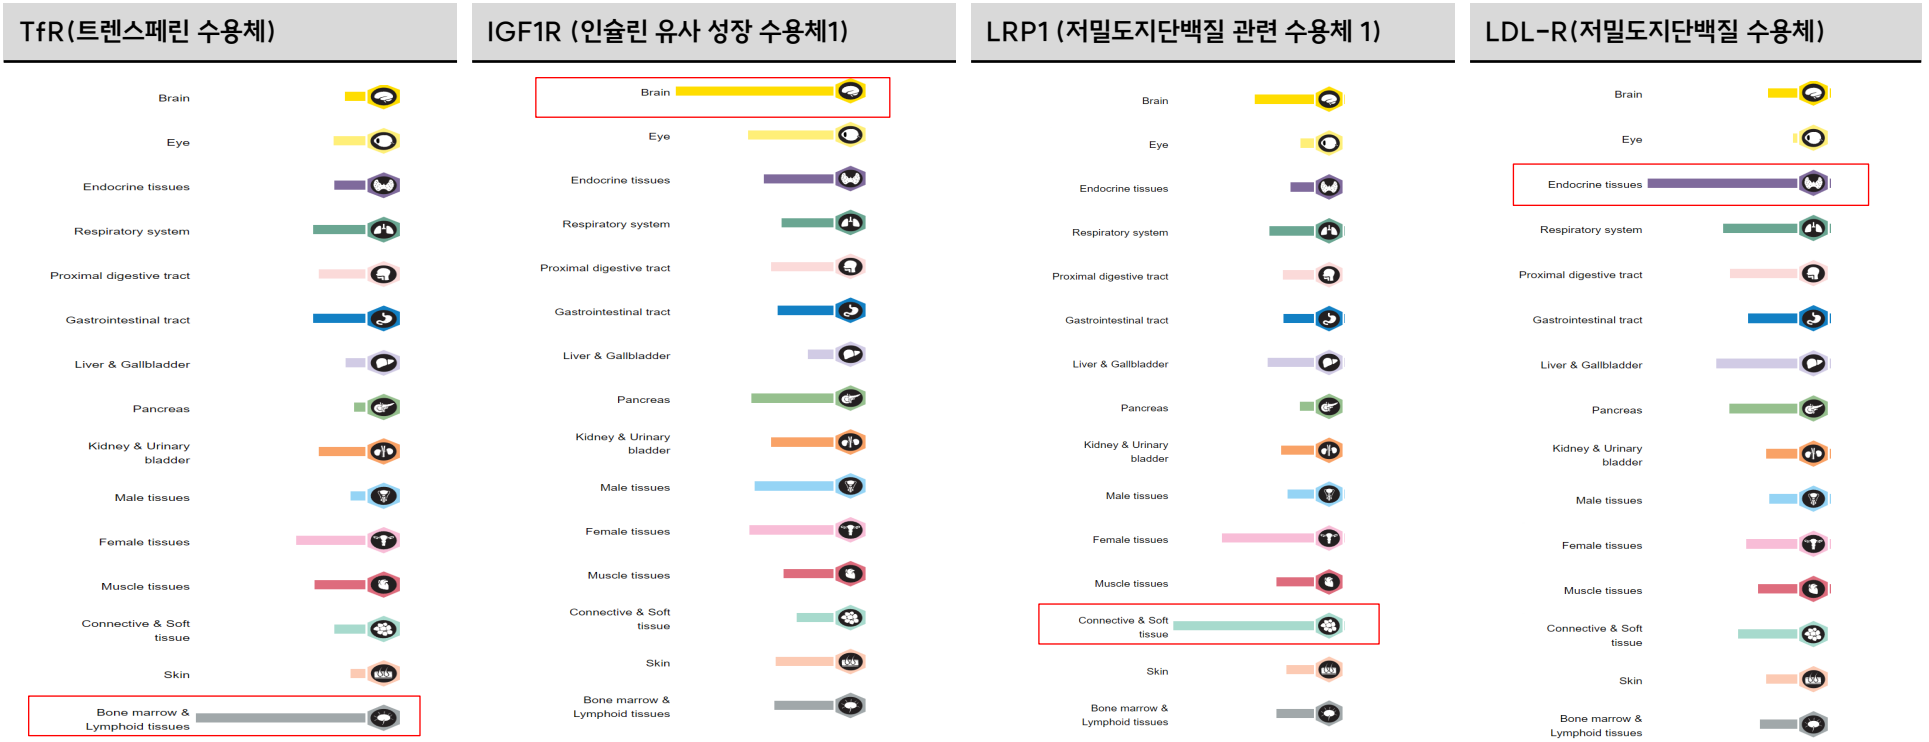 TfR(트렌스페린 수용체)
Brain
Eye
Endocrine tissues
Respiratory system
Proximal digestive tract
Gastrointestinal tract
Liver & Gallbladder
Pancreas
Kidney & Urinary
bladder
Male tissues
Female tissues
Muscle tissues
Connective & Soft
tissue
Skin
Bone marrow &
Lymphoid tissues
IGF1R (인슐린 유사 성장 수용체1)
Brain
Eye
Endocrine tissues
Respiratory system
Proximal digestive tract
Gastrointestinal tract
Liver & Gallbladder
Pancreas
Kidney & Urinary
bladder
Male tissues
Female tissues
Muscle tissues
Connective & Soft
tissue
Skin
Bone marrow &
Lymphoid tissues
LRP1 (저밀도지단백질 관련 수용체 1)
Brain
Eye
Endocrine tissues
Respiratory system
Proximal digestive tract
Gastrointestinal tract
Liver & Gallbladder
Pancreas
Kidney & Urinary
bladder
Male tissues
Female tissues
Muscle tissues
Connective & Soft
tissue
Skin
Bone marrow &
Lymphoid tissues
LDL-R(저밀도지단백질 수용체)
Brain
Eye
Endocrine tissues
Respiratory system
Proximal digestive tract
Gastrointestinal tract
Liver & Gallbladder
Pancreas
Kidney & Urinary
bladder
Male tissues
Female tissues
Muscle tissues
Connective & Soft
tissue
Skin
Bone marrow &
Lymphoid tissues